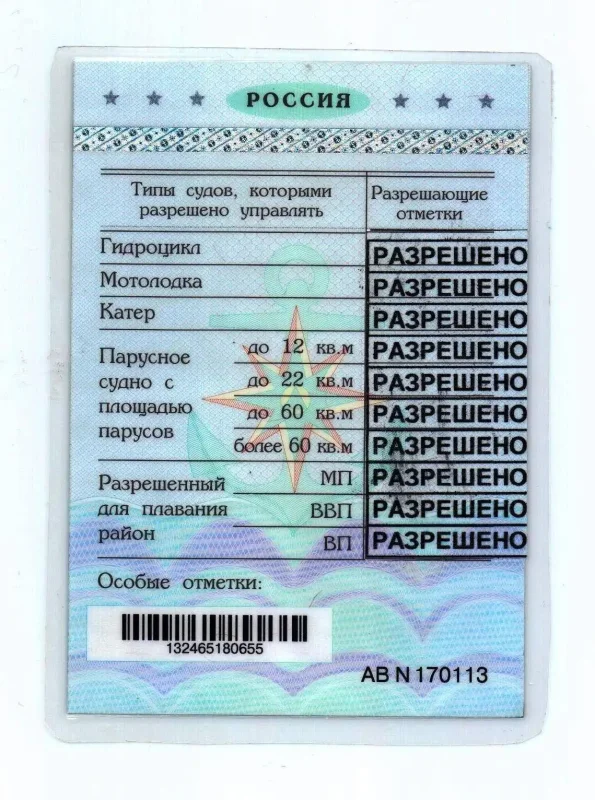 РОССИЯ
Типы судов, которыми
разрешено управлять
Разрешающие
отметки
Гидроцикл РАЗРЕШЕНО
Мотолодка РАЗРЕШЕНО
Катер РАЗРЕШЕНО
Парусное
судно с
площадью
парусов
до 12 кв.м РАЗРЕШЕНО
до 22 кв.м РАЗРЕШЕНО
до 60 кв.м РАЗРЕШЕНО
более 60 кв.м РАЗРЕШЕНО
Разрешенный
для плавания
район
МП РАЗРЕШЕНО
ВВП РАЗРЕШЕНО
ВП РАЗРЕШЕНО
Особые отметки:
132465180655
АВ N 170113